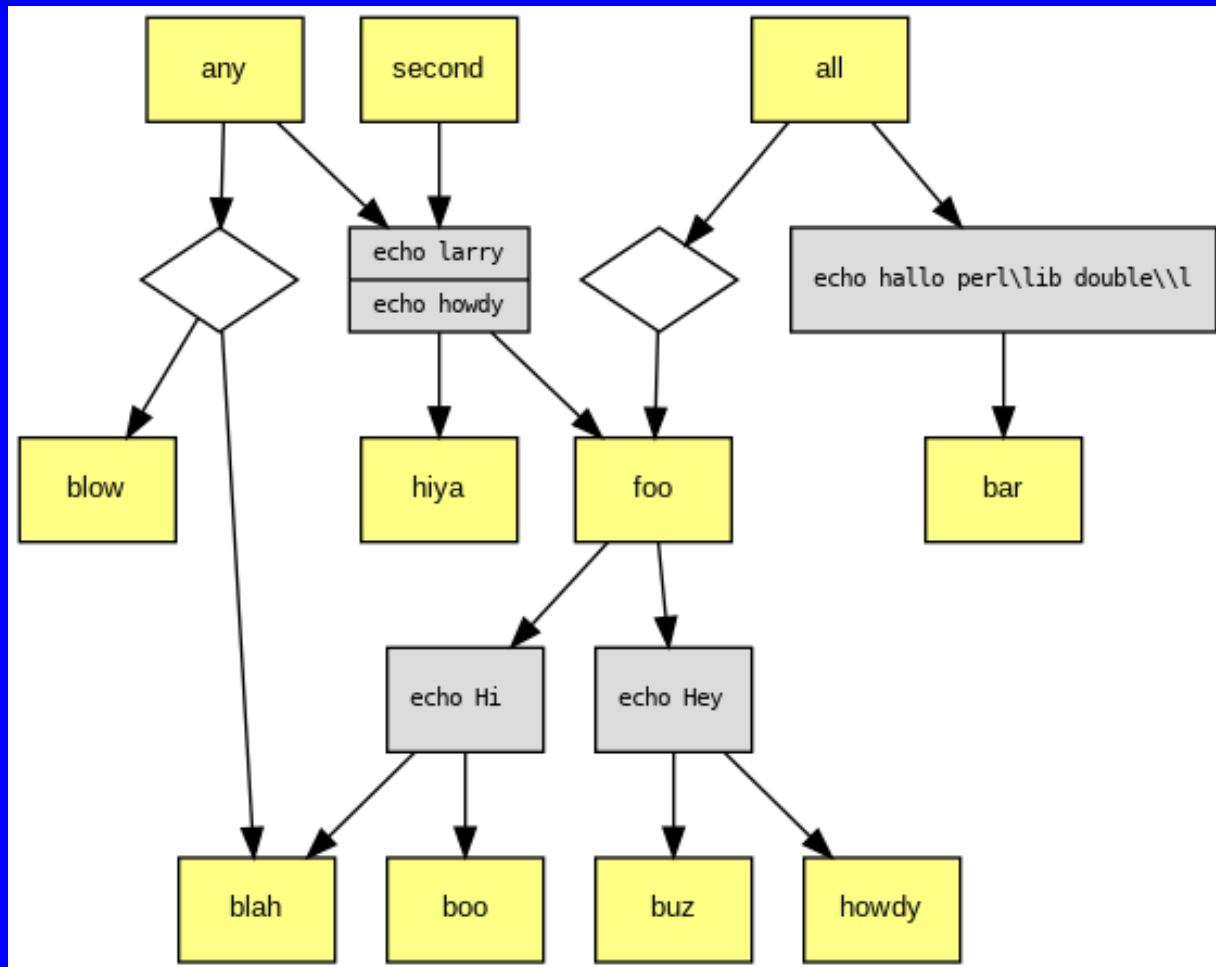 any
second
all
echo larry
echo howdy
echo hallo perl\lib double\\l
blow
hiya
foo
bar
echo Hi
echo Hey
blah
boo
buz
howdy